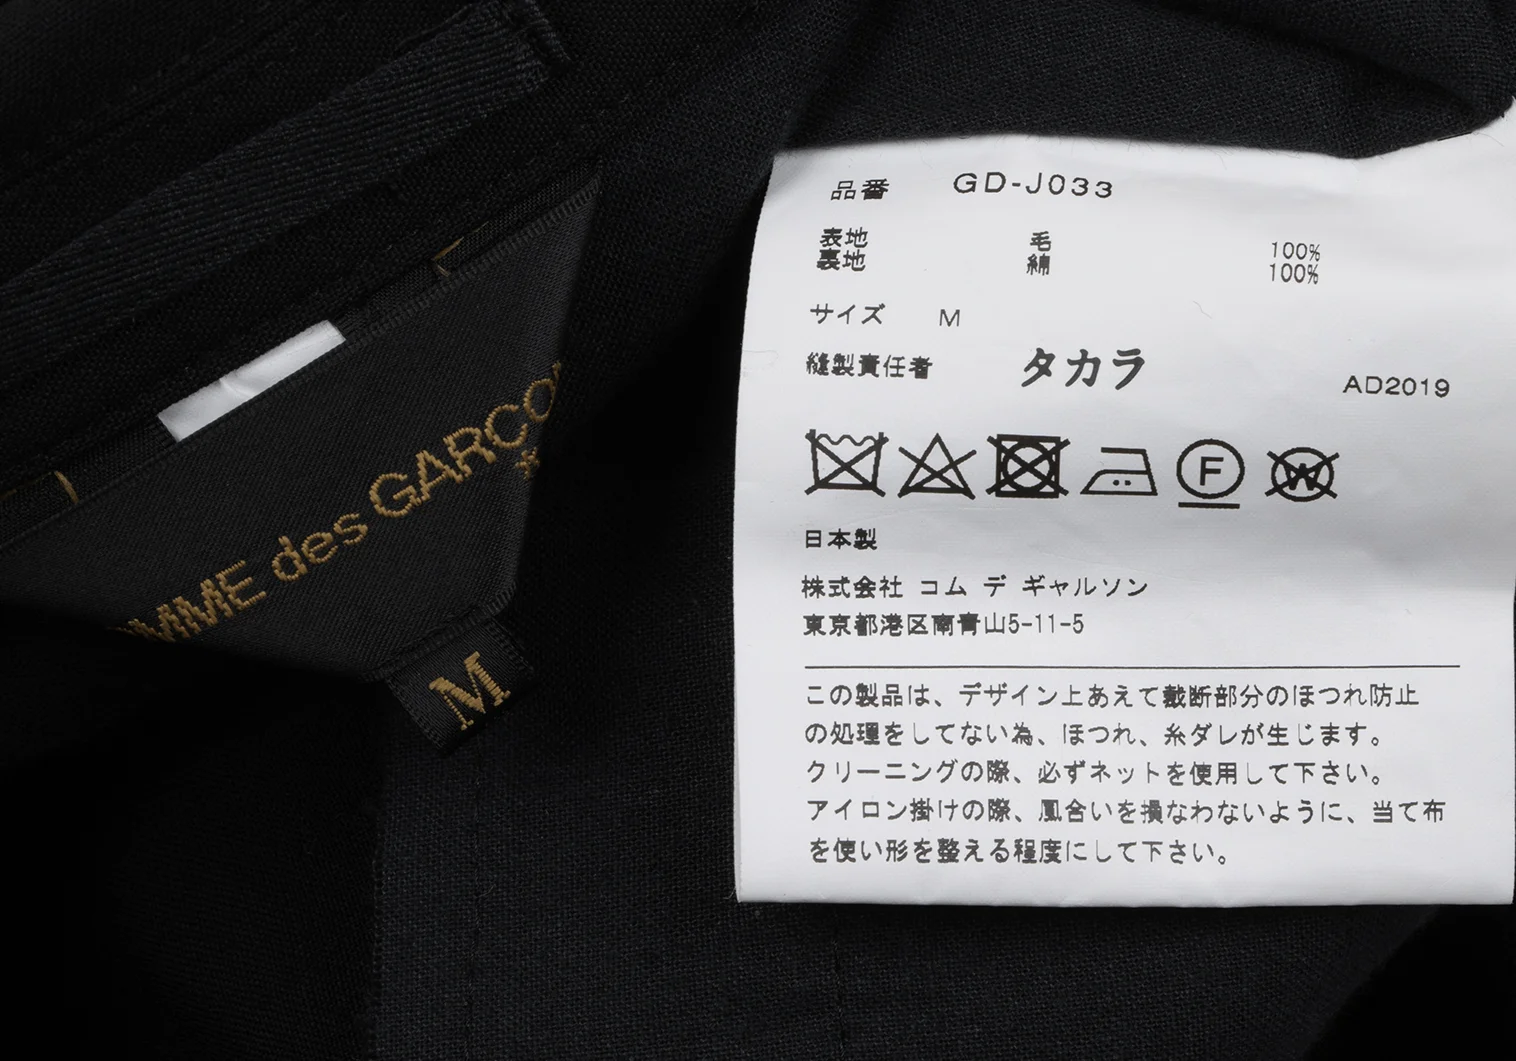 MME des GARCO
M
品番 GD-J033
表地 毛 100%
裏地 綿 100%
サイズ M
縫製責任者 タカラ AD2019
F
W
日本製
株式会社 コム デ ギャルソン
東京都港区南青山5-11-5
この製品は、デザイン上あえて裁断部分のほつれ防止
の処理をしてない為、ほつれ、糸ダレが生じます。
クリーニングの際、必ずネットを使用して下さい。
アイロン掛けの際、風合いを損なわないように、当て布
を使い形を整える程度にして下さい。